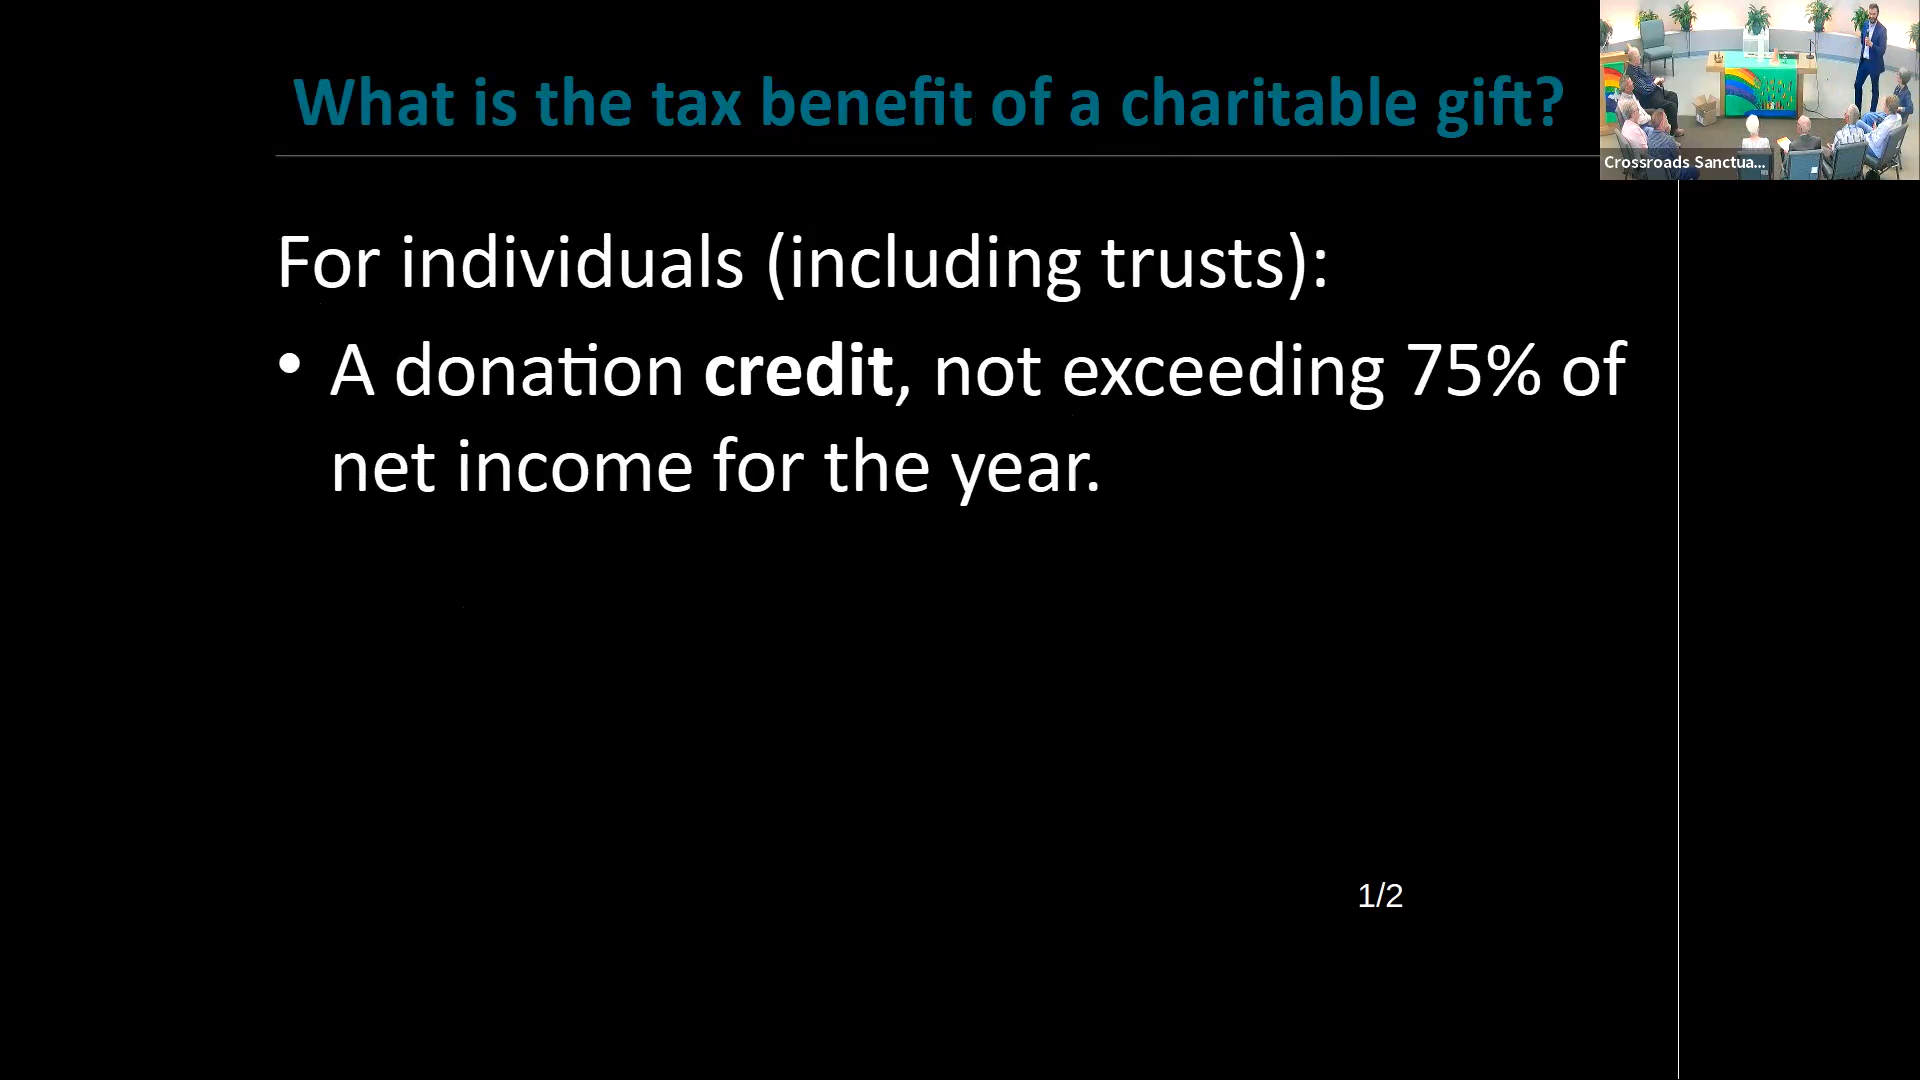 What is the tax benefit of a charitable gift?
For individuals (including trusts):
• A donation credit, not exceeding 75% of
net income for the year.
1/2
Crossroads Sanctua...